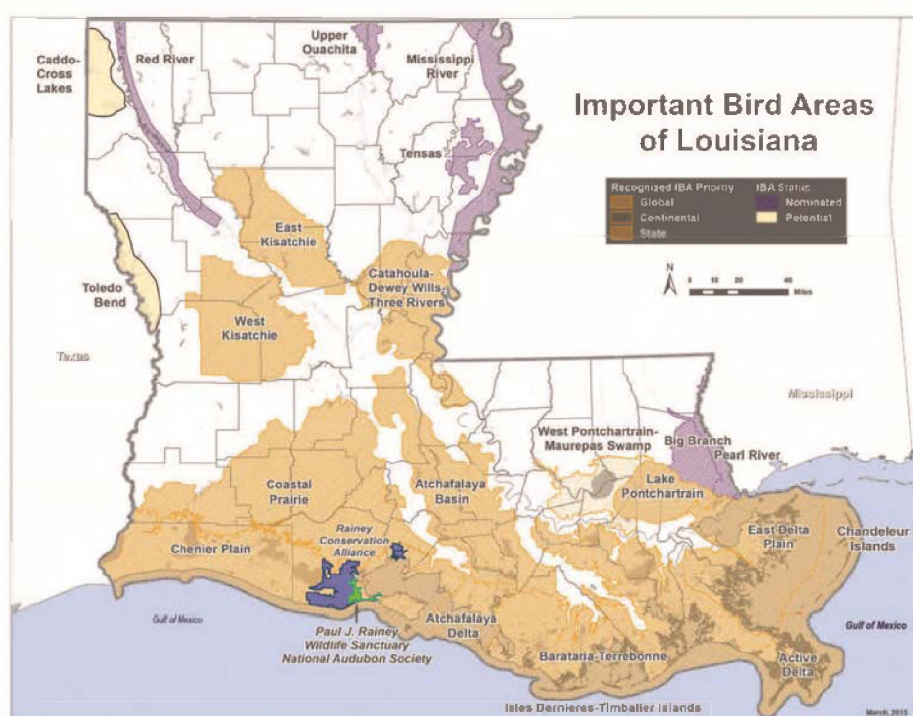 Important Bird Areas
of Louisiana
Recognized IBA Priority
Global
Continental
State
IBA Status
Nominated
Potential
N
0 10 20 40
Miles
Caddo-
Cross
Lakes
Red River
Upper
Ouachita
Mississippi
River
Tensas
East
Kisatchie
Catahoula-
Dewey Wills-
Three Rivers
Toledo
Bend
West
Kisatchie
Texas
Mississippi
West Pontchartrain-
Maurepas Swamp
Big Branch
Pearl River
Lake
Pontchartrain
Coastal
Prairie
Atchafalaya
Basin
East Delta
Plain
Chandeleur
Islands
Rainey
Conservation
Alliance
Chenier Plain
Gulf of Mexico
Paul J. Rainey
Wildlife Sanctuary
National Audubon Society
Atchafalaya
Delta
Barataria-Terrebonne
Gulf of Mexico
Active
Delta
Isles Dernieres-Timbalier Islands
March, 2015